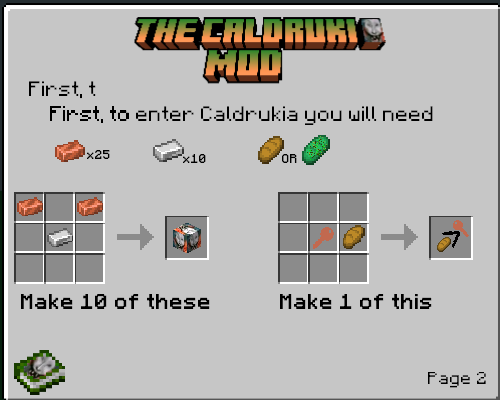 THE CALDRUKIA
MOD
First, t
First, to enter Caldrukia you will need
x25
x10
OR
Make 10 of these
Make 1 of this
Page 2